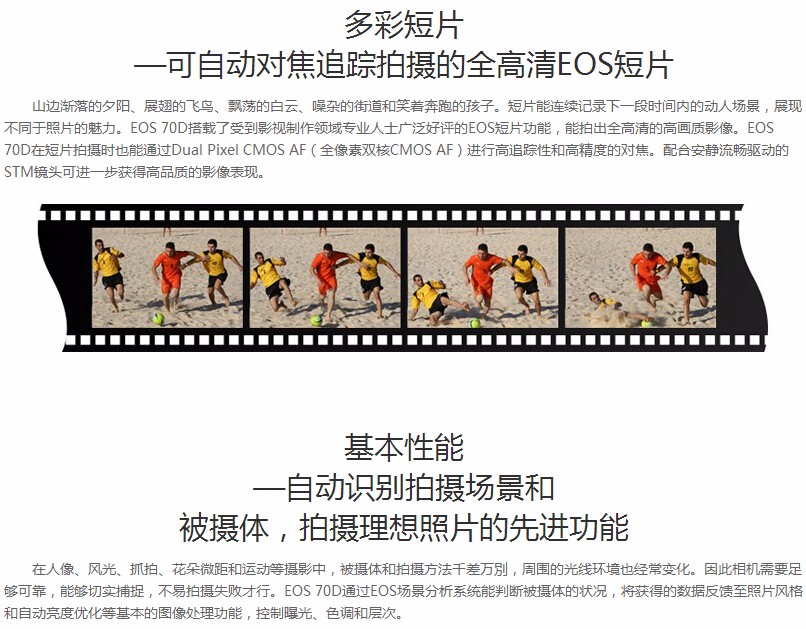 多彩短片
—可自动对焦追踪拍摄的全高清EOS短片
山边渐落的夕阳、展翅的飞鸟、飘荡的白云、噪杂的街道和笑着奔跑的孩子。短片能连续记录下一段时间内的动人场景，展现
不同于照片的魅力。EOS 70D搭载了受到影视制作领域专业人士广泛好评的EOS短片功能，能拍出全高清的高画质影像。EOS
70D在短片拍摄时也能通过Dual Pixel CMOS AF（全像素双核CMOS AF）进行高追踪性和高精度的对焦。配合安静流畅驱动的
STM镜头可进一步获得高品质的影像表现。
基本性能
—自动识别拍摄场景和
被摄体，拍摄理想照片的先进功能
在人像、风光、抓拍、花朵微距和运动等摄影中，被摄体和拍摄方法千差万别，周围的光线环境也经常变化。因此相机需要足
够可靠，能够切实捕捉，不易拍摄失败才行。EOS 70D通过EOS场景分析系统能判断被摄体的状况，将获得的数据反馈至照片风格
和自动亮度优化等基本的图像处理功能，控制曝光、色调和层次。